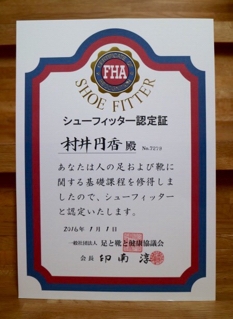 FHA
SHOE FITTER
シューフィッター認定証
村井円香 殿 No.7273
あなたは人の足および靴に
関する基礎課程を修得しま
したので、シューフィッター
と認定いたします。
2016年 1月 1日
一般社団法人 足と靴と健康協議会
会長 印南 淳